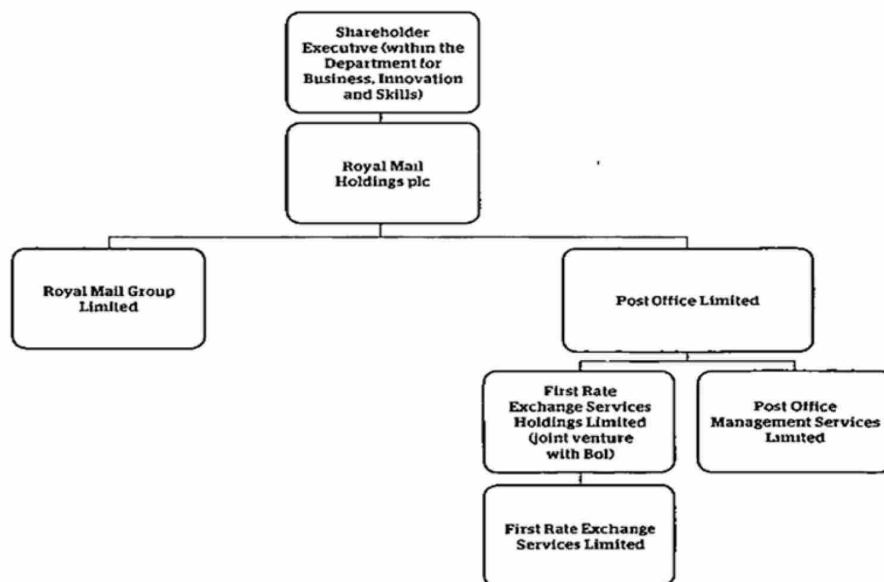 Shareholder
Executive (within the
Department for
Business, Innovation
and Skills)
Royal Mail
Holdings plc
Royal Mail Group
Limited
Post Office Limited
First Rate
Exchange Services
Holdings Limited
(joint venture
with BoI)
Post Office
Management Services
Limited
First Rate Exchange
Services Limited